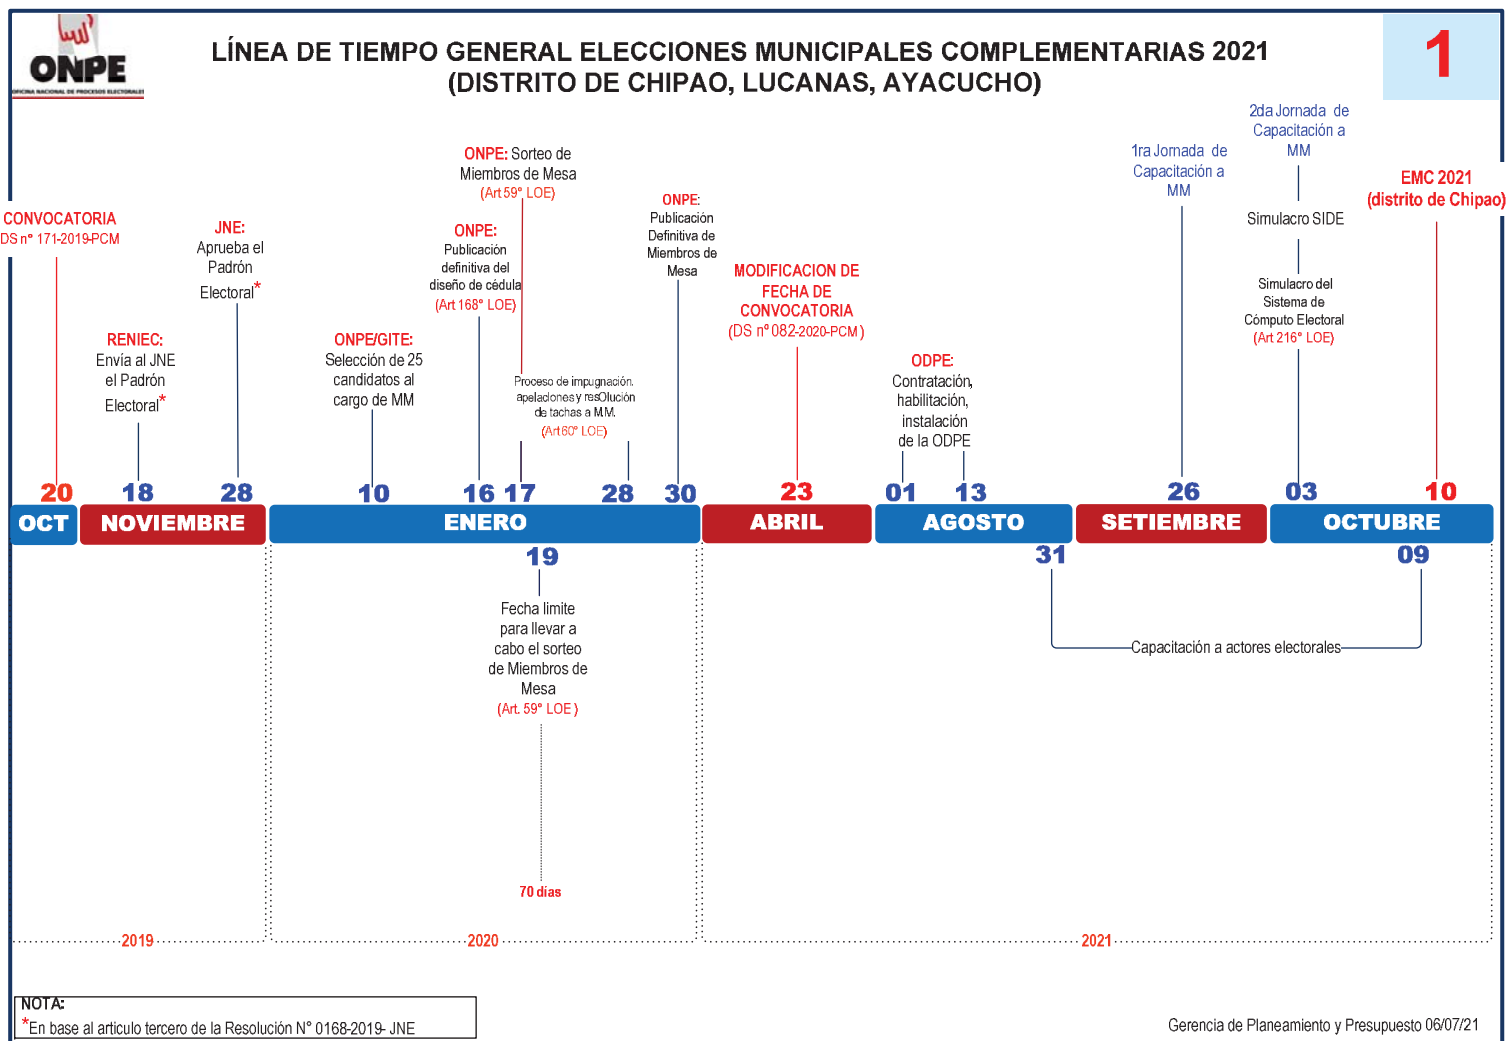 ONPE
OFICINA NACIONAL DE PROCESOS ELECTORALES
LÍNEA DE TIEMPO GENERAL ELECCIONES MUNICIPALES COMPLEMENTARIAS 2021
(DISTRITO DE CHIPAO, LUCANAS, AYACUCHO)
1
CONVOCATORIA
DS n° 171-2019-PCM
RENIEC:
Envía al JNE
el Padrón
Electoral*
JNE:
Aprueba el
Padrón
Electoral*
ONPE/GITE:
Selección de 25
candidatos al
cargo de MM
ONPE:
Publicación
definitiva del
diseño de cédula
(Art 168° LOE)
ONPE: Sorteo de
Miembros de Mesa
(Art 59° LOE)
Proceso de impugnación,
apelaciones y resOlución
de tachas a M.M.
(Art 60° LOE)
ONPE:
Publicación
Definitiva de
Miembros de
Mesa
MODIFICACION DE
FECHA DE
CONVOCATORIA
(DS nº 082-2020-PCM )
ODPE:
Contratación,
habilitación,
instalación
de la ODPE
1ra Jornada de
Capacitación a
MM
2da Jornada de
Capacitación a
MM
Simulacro SIDE
Simulacro del
Sistema de
Cómputo Electoral
(Art 216° LOE)
EMC 2021
(distrito de Chipao)
20 18 28 10 16 17 28 30 23 01 13 26 03 10
OCT NOVIEMBRE ENERO ABRIL AGOSTO SETIEMBRE OCTUBRE
19 31 09
Fecha limite
para llevar a
cabo el sorteo
de Miembros de
Mesa
(Art. 59° LOE )
Capacitación a actores electorales
70 días
2019 2020 2021
NOTA:
*En base al articulo tercero de la Resolución N° 0168-2019- JNE
Gerencia de Planeamiento y Presupuesto 06/07/21